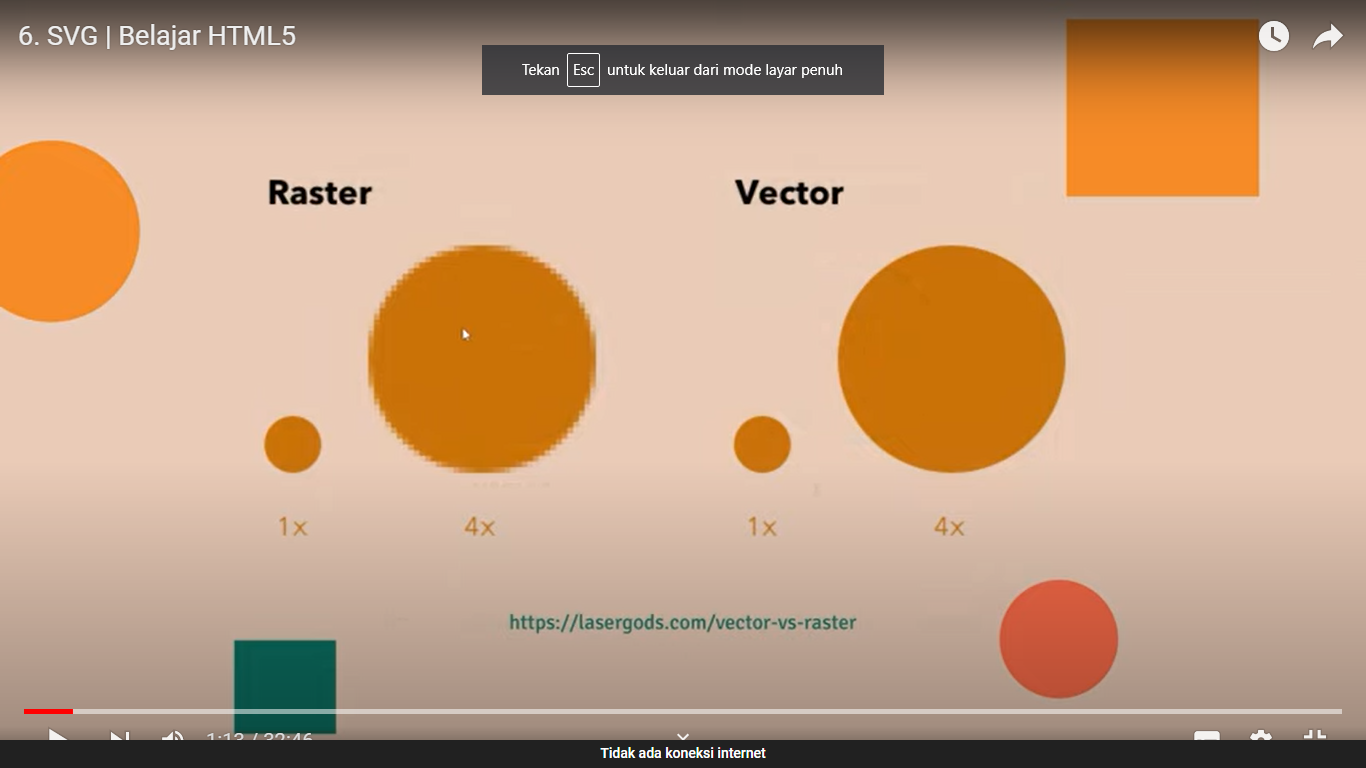 6. SVG | Belajar HTML5
Tekan Esc untuk keluar dari mode layar penuh
Raster
Vector
1x
4x
1x
4x
https://lasergods.com/vector-vs-raster
1:13 / 32:46
Tidak ada koneksi internet